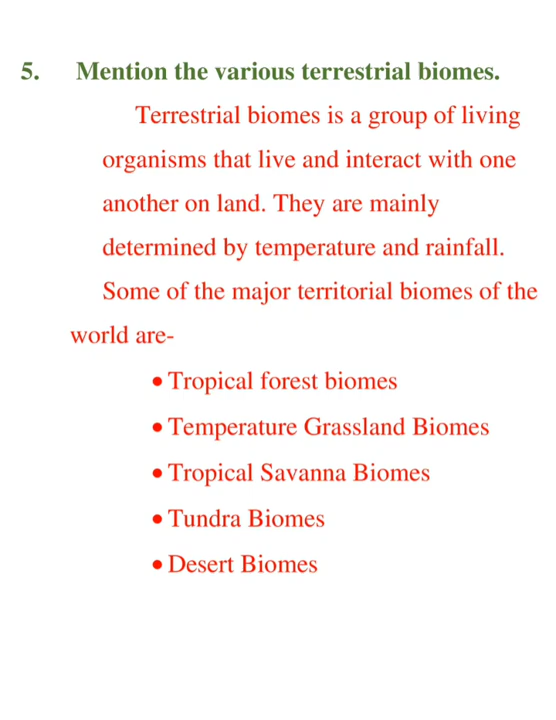 5. Mention the various terrestrial biomes.
Terrestrial biomes is a group of living
organisms that live and interact with one
another on land. They are mainly
determined by temperature and rainfall.
Some of the major territorial biomes of the
world are-
• Tropical forest biomes
• Temperature Grassland Biomes
• Tropical Savanna Biomes
• Tundra Biomes
• Desert Biomes